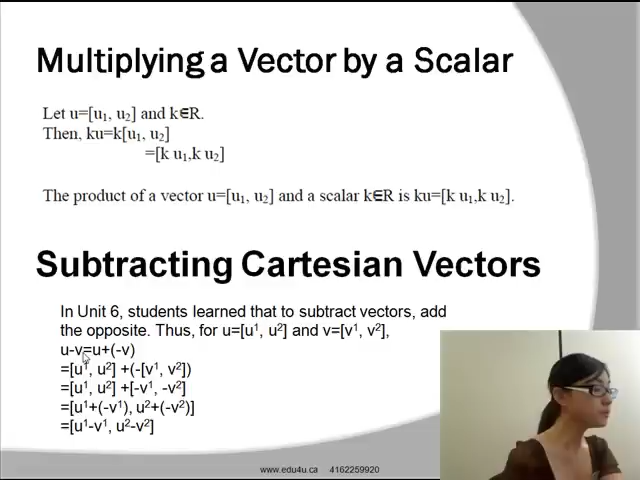 Multiplying a Vector by a Scalar
Let u=[u₁, u₂] and k∈R.
Then, ku=k[u₁, u₂]
=[k u₁,k u₂]
The product of a vector u=[u₁, u₂] and a scalar k∈R is ku=[k u₁,k u₂].
Subtracting Cartesian Vectors
In Unit 6, students learned that to subtract vectors, add
the opposite. Thus, for u=[u¹, u²] and v=[v¹, v²],
u-v=u+(-v)
=[u¹, u²] +(-[v¹, v²])
=[u¹, u²] +[-v¹, -v²]
=[u¹+(-v¹), u²+(-v²)]
=[u¹-v¹, u²-v²]
www.edu4u.ca 4162259920